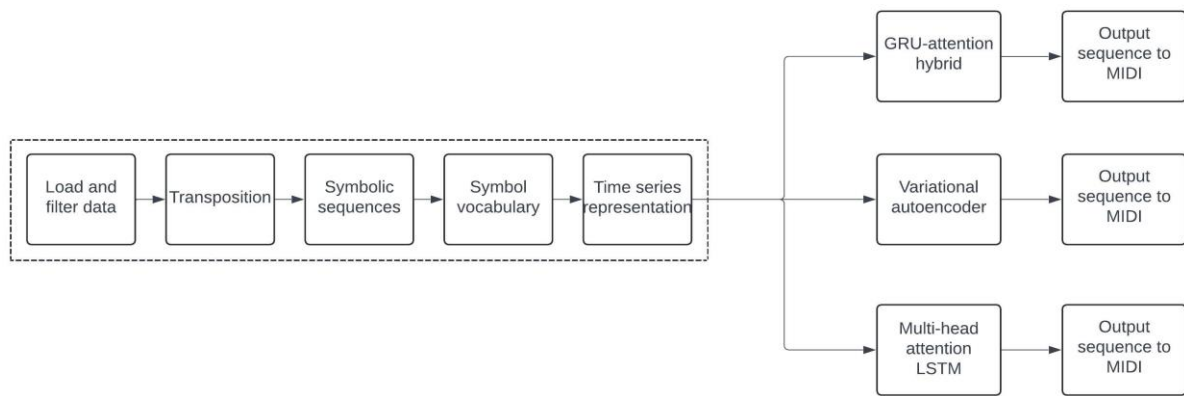 Load and
filter data
Transposition
Symbolic
sequences
Symbol
vocabulary
Time series
representation
GRU-attention
hybrid
Output
sequence to
MIDI
Variational
autoencoder
Output
sequence to
MIDI
Multi-head
attention
LSTM
Output
sequence to
MIDI